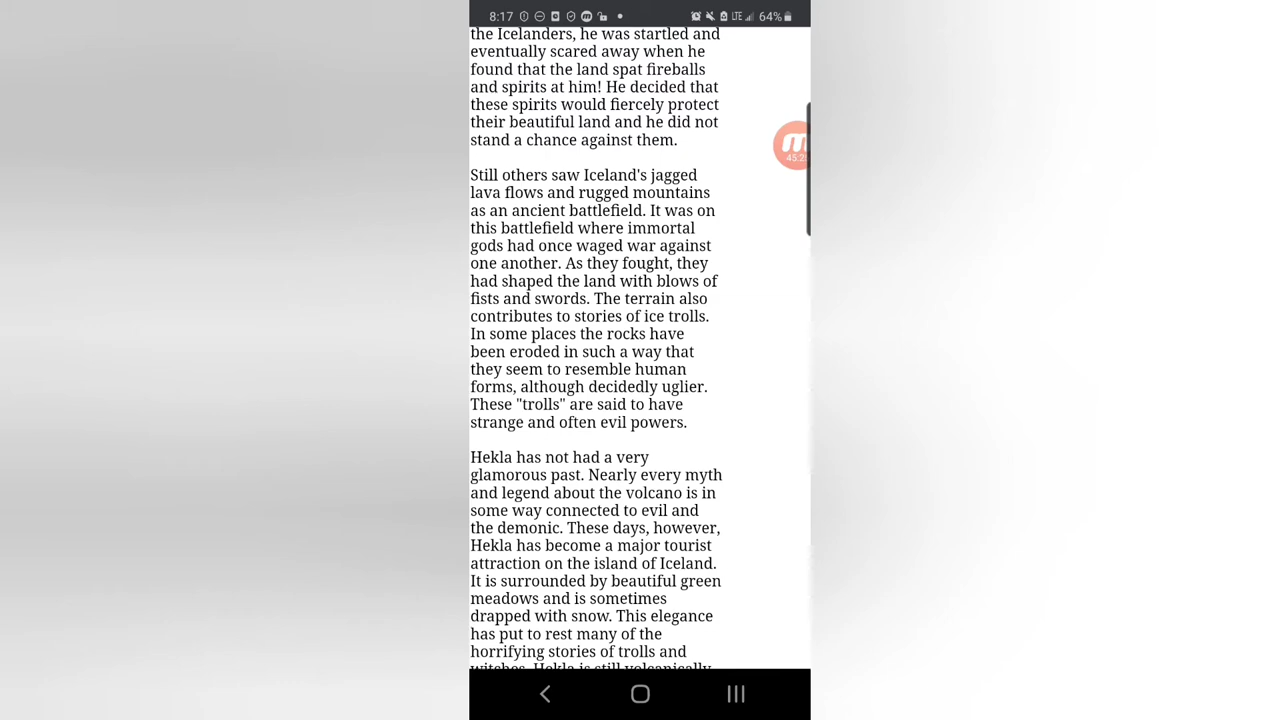 8:17 LTE 64%
the Icelanders, he was startled and
eventually scared away when he
found that the land spat fireballs
and spirits at him! He decided that
these spirits would fiercely protect
their beautiful land and he did not
stand a chance against them.
Still others saw Iceland's jagged
lava flows and rugged mountains
as an ancient battlefield. It was on
this battlefield where immortal
gods had once waged war against
one another. As they fought, they
had shaped the land with blows of
fists and swords. The terrain also
contributes to stories of ice trolls.
In some places the rocks have
been eroded in such a way that
they seem to resemble human
forms, although decidedly uglier.
These "trolls" are said to have
strange and often evil powers.
Hekla has not had a very
glamorous past. Nearly every myth
and legend about the volcano is in
some way connected to evil and
the demonic. These days, however,
Hekla has become a major tourist
attraction on the island of Iceland.
It is surrounded by beautiful green
meadows and is sometimes
drapped with snow. This elegance
has put to rest many of the
horrifying stories of trolls and
witches. Hekla is still volcanically